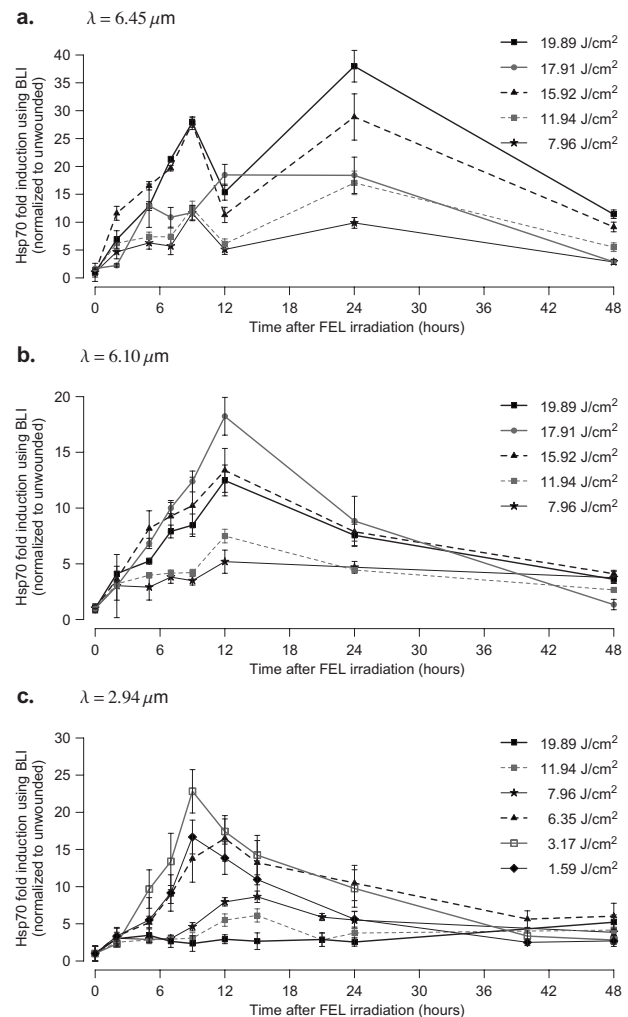 a.
λ = 6.45 μm
Hsp70 fold induction using BLI
(normalized to unwounded)
40
35
30
25
20
15
10
5
0
19.89 J/cm²
17.91 J/cm²
15.92 J/cm²
11.94 J/cm²
7.96 J/cm²
0 6 12 18 24 30 36 42 48
Time after FEL irradiation (hours)
b.
λ = 6.10 μm
Hsp70 fold induction using BLI
(normalized to unwounded)
20
15
10
5
0
19.89 J/cm²
17.91 J/cm²
15.92 J/cm²
11.94 J/cm²
7.96 J/cm²
0 6 12 18 24 30 36 42 48
Time after FEL irradiation (hours)
c.
λ = 2.94 μm
Hsp70 fold induction using BLI
(normalized to unwounded)
30
25
20
15
10
5
0
19.89 J/cm²
11.94 J/cm²
7.96 J/cm²
6.35 J/cm²
3.17 J/cm²
1.59 J/cm²
0 6 12 18 24 30 36 42 48
Time after FEL irradiation (hours)